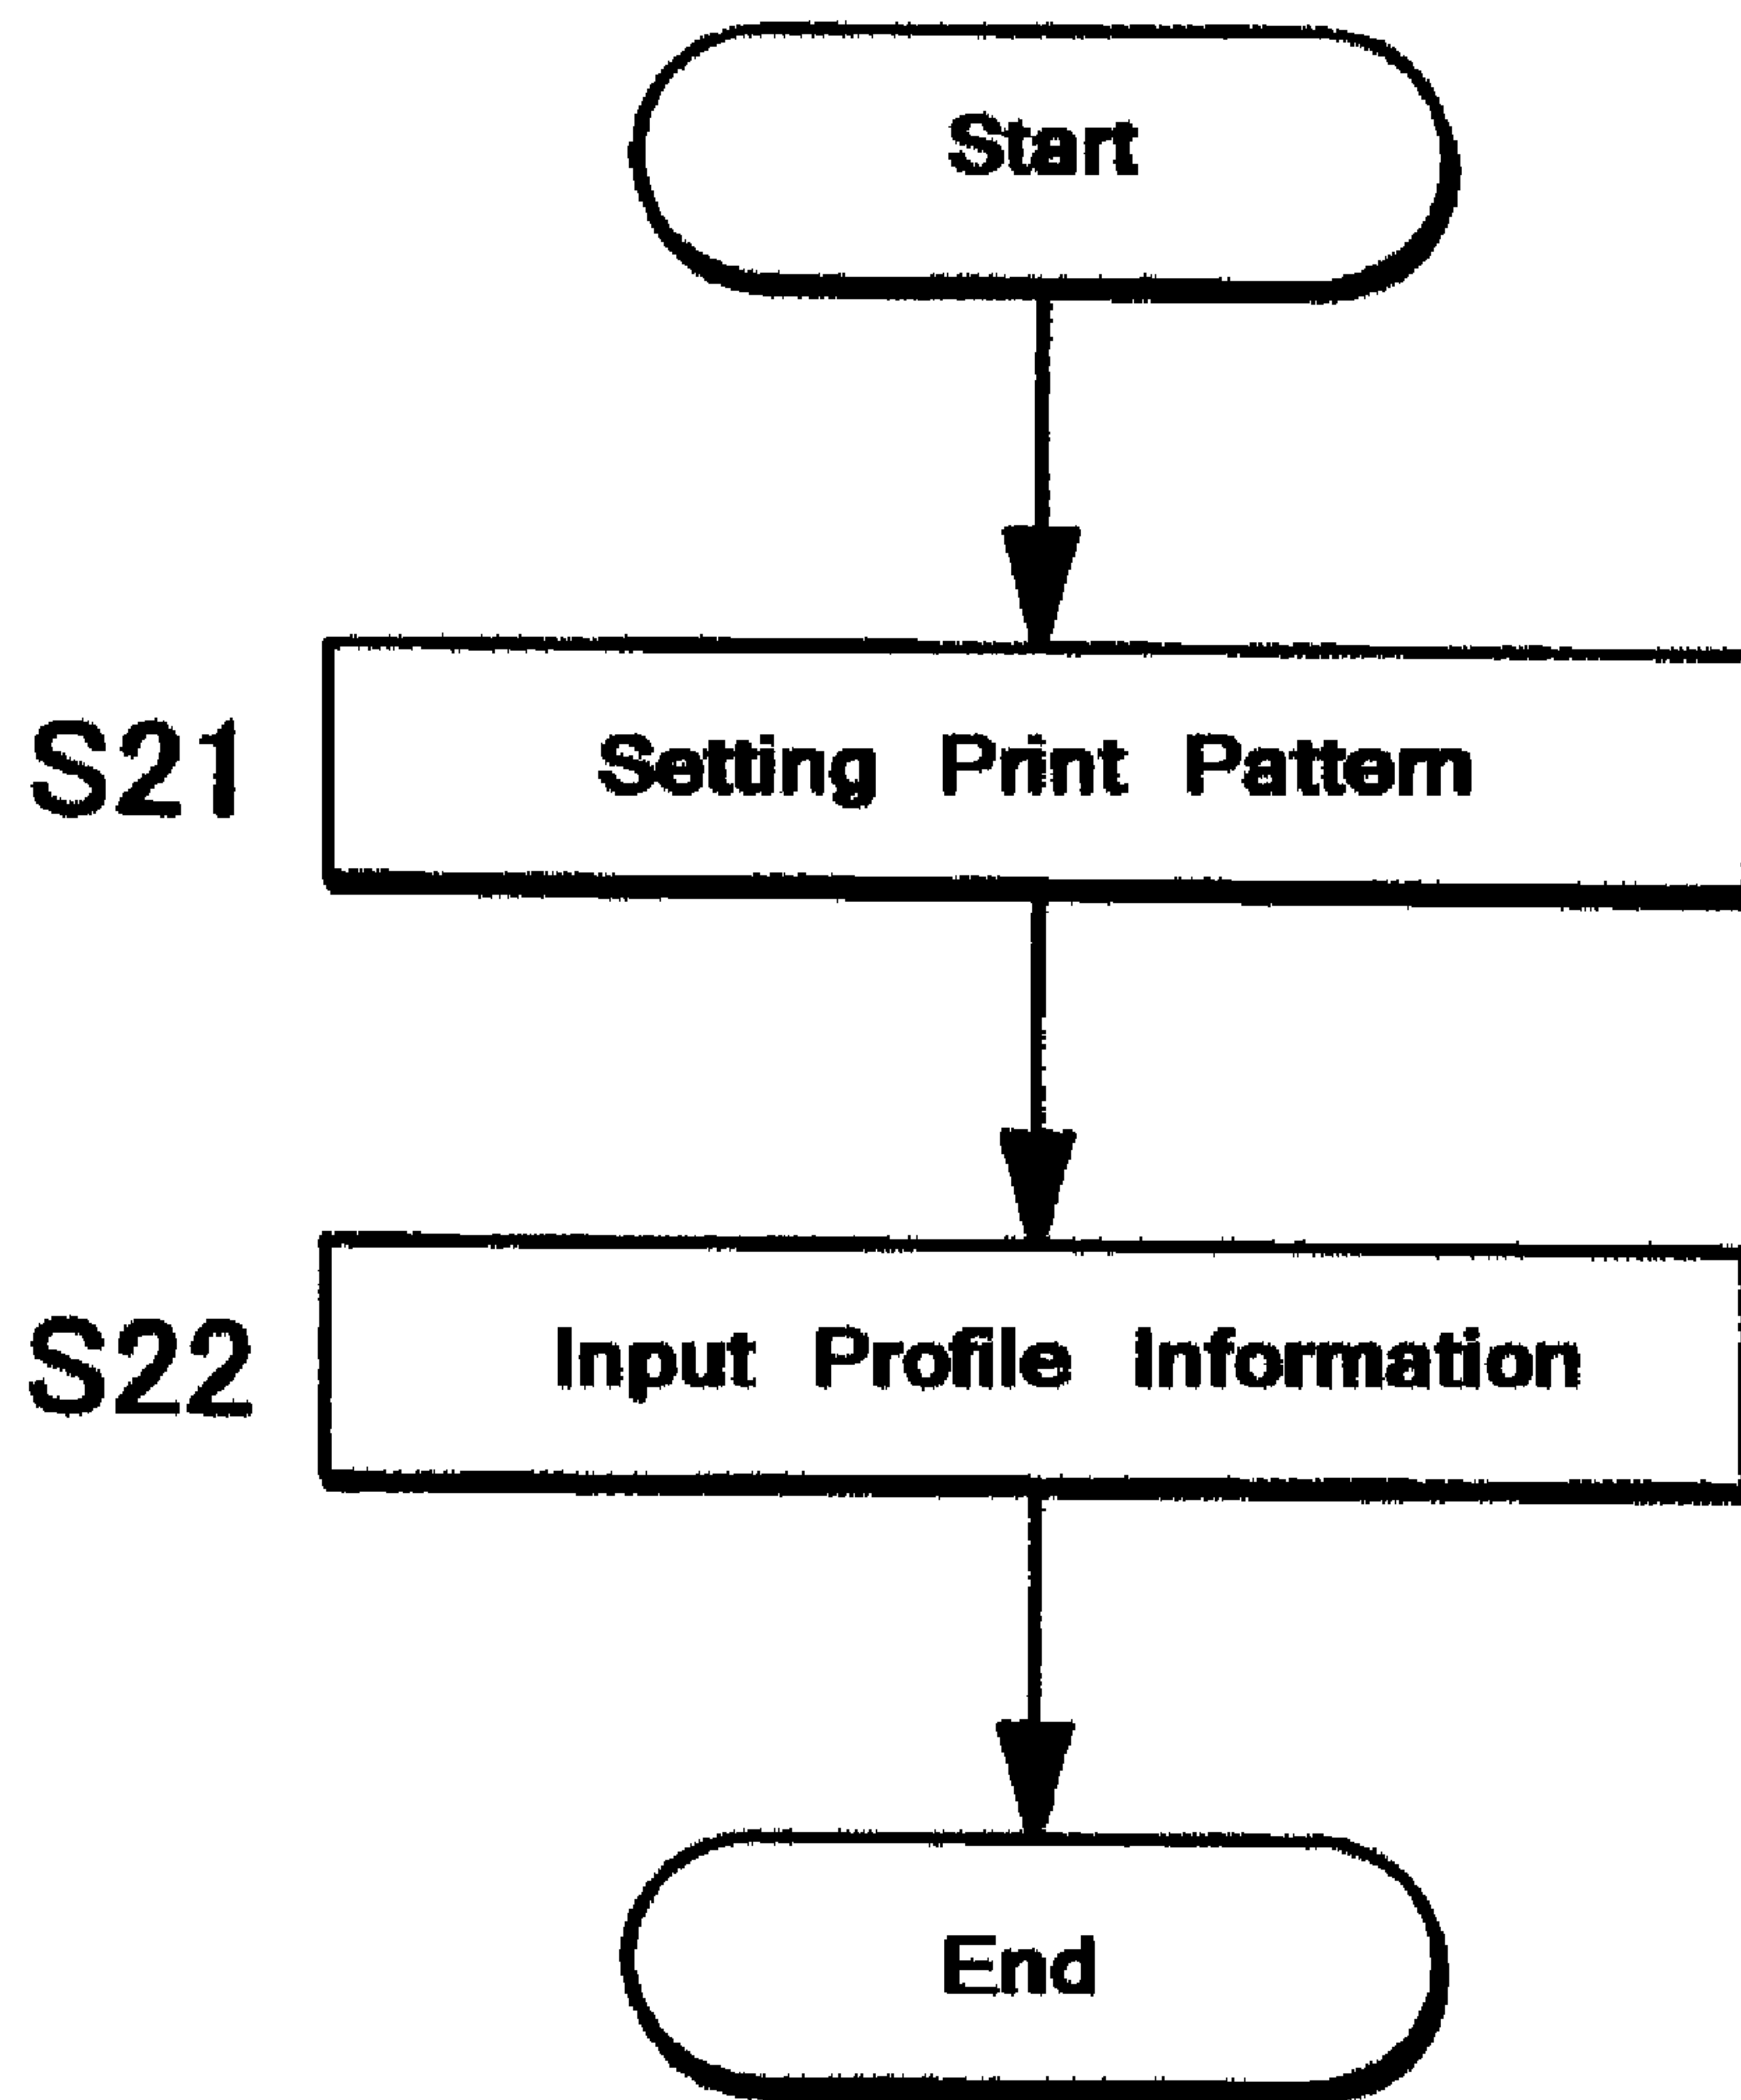 Start
S21
Setting Print Pattern
S22
Input Profile Information
End